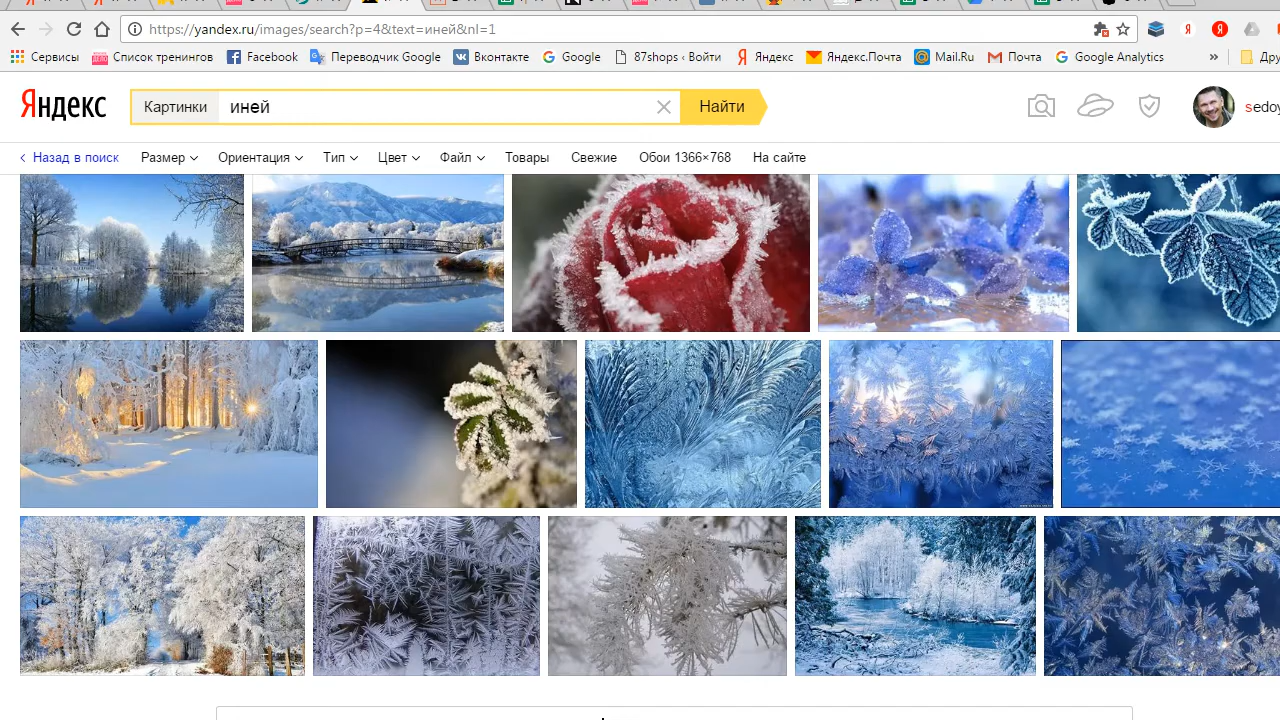 https://yandex.ru/images/search?p=4&text=иней&nl=1
Сервисы Список тренингов Facebook Переводчик Google Вконтакте Google 87shops ‹ Войти Яндекс Яндекс.Почта Mail.Ru Почта Google Analytics » Дру
Яндекс Картинки иней Найти sedoy
Назад в поиск Размер Ориентация Тип Цвет Файл Товары Свежие Обои 1366×768 На сайте